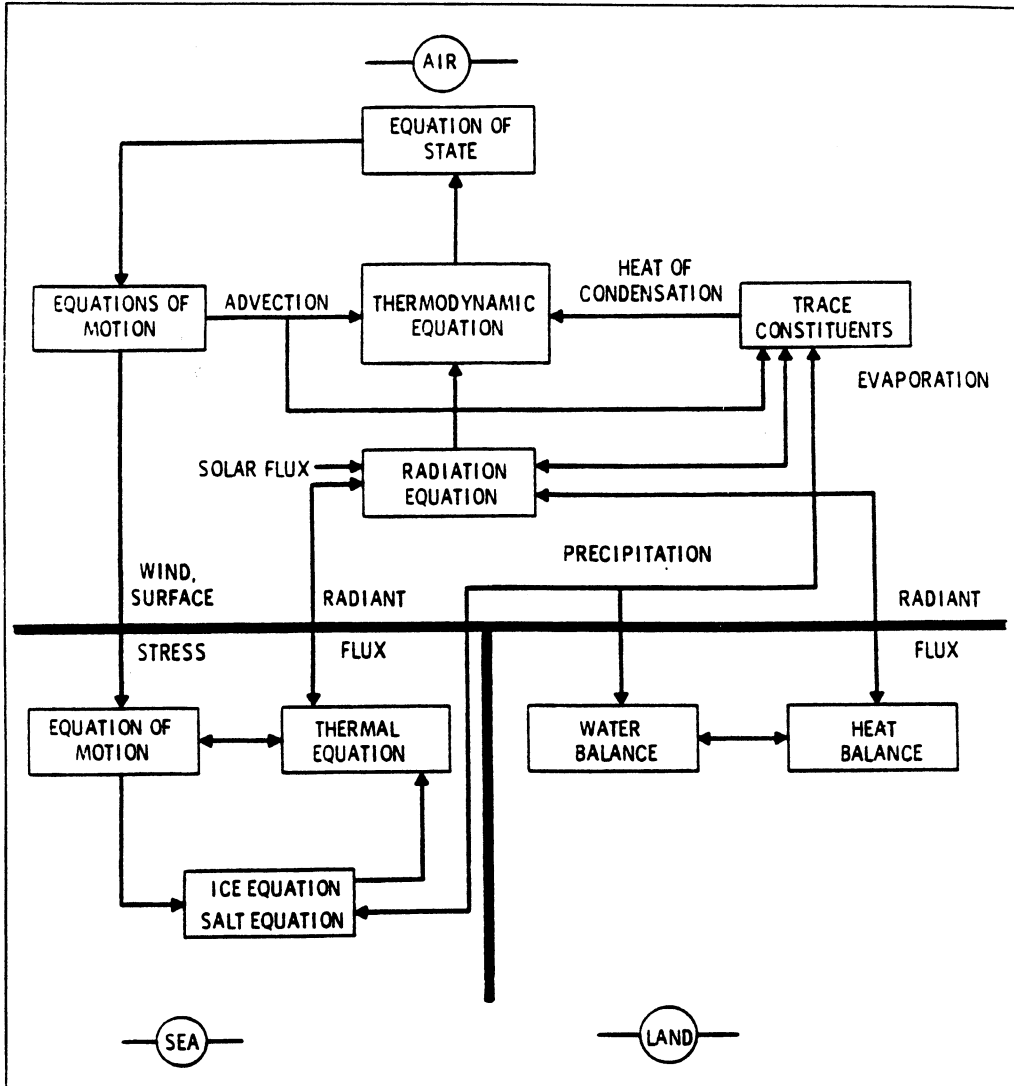 AIR
EQUATION OF
STATE
HEAT OF
CONDENSATION
EQUATIONS OF
MOTION
ADVECTION
THERMODYNAMIC
EQUATION
TRACE
CONSTITUENTS
EVAPORATION
SOLAR FLUX
RADIATION
EQUATION
PRECIPITATION
WIND,
SURFACE
RADIANT
RADIANT
STRESS
FLUX
FLUX
EQUATION OF
MOTION
THERMAL
EQUATION
WATER
BALANCE
HEAT
BALANCE
ICE EQUATION
SALT EQUATION
SEA
LAND